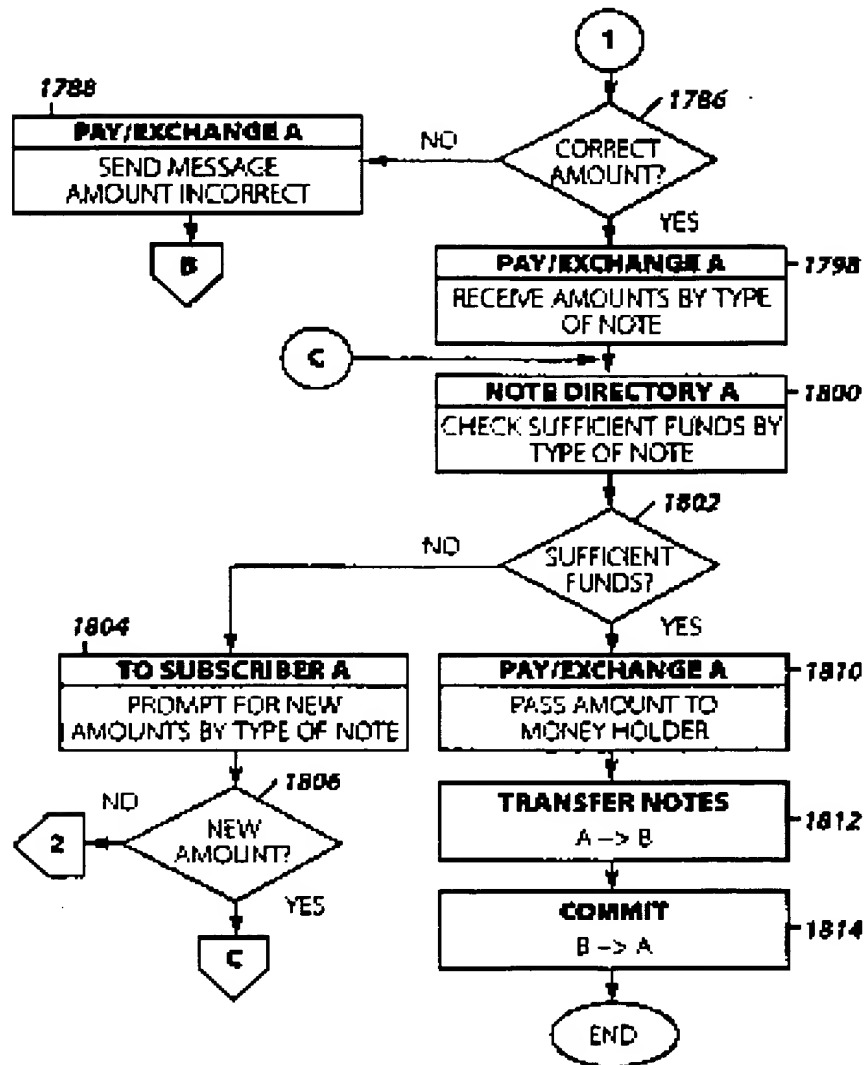 1
1788
1786
PAY/EXCHANGE A
NO
CORRECT
AMOUNT?
SEND MESSAGE
AMOUNT INCORRECT
YES
B
PAY/EXCHANGE A
1798
RECEIVE AMOUNTS BY TYPE
OF NOTE
C
NOTE DIRECTORY A
1800
CHECK SUFFICIENT FUNDS BY
TYPE OF NOTE
1802
NO
SUFFICIENT
FUNDS?
YES
1804
TO SUBSCRIBER A
PROMPT FOR NEW
AMOUNTS BY TYPE OF NOTE
PAY/EXCHANGE A
1810
PASS AMOUNT TO
MONEY HOLDER
1806
NO
2
NEW
AMOUNT?
YES
C
TRANSFER NOTES
A -> B
1812
COMMIT
B -> A
1814
END